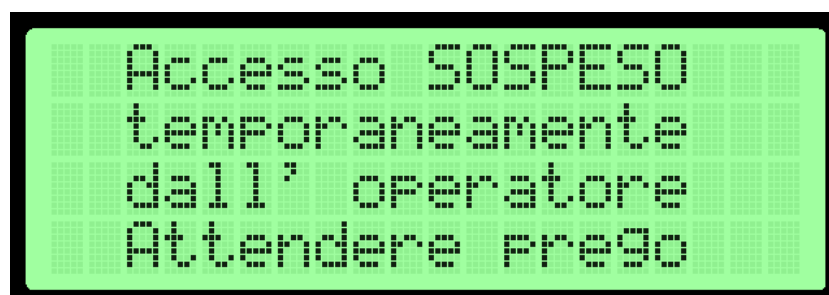 Accesso SOSPESO
temporaneamente
dall' operatore
Attendere prego